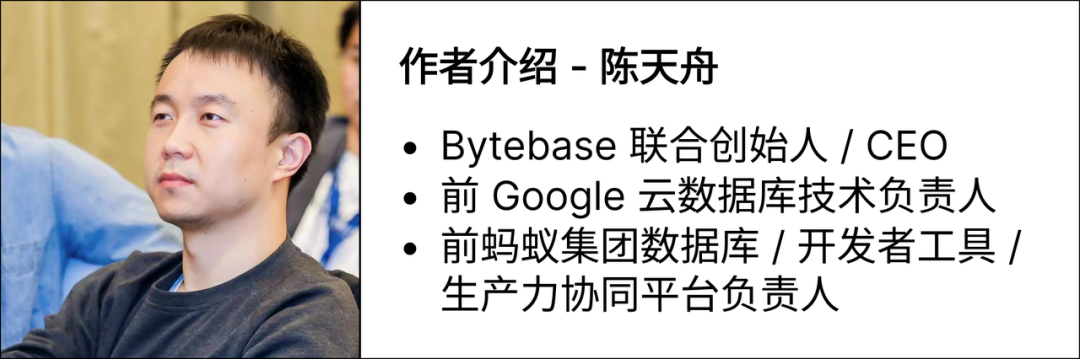 作者介绍 - 陈天舟
• Bytebase 联合创始人 / CEO
• 前 Google 云数据库技术负责人
• 前蚂蚁集团数据库 / 开发者工具 /
生产力协同平台负责人